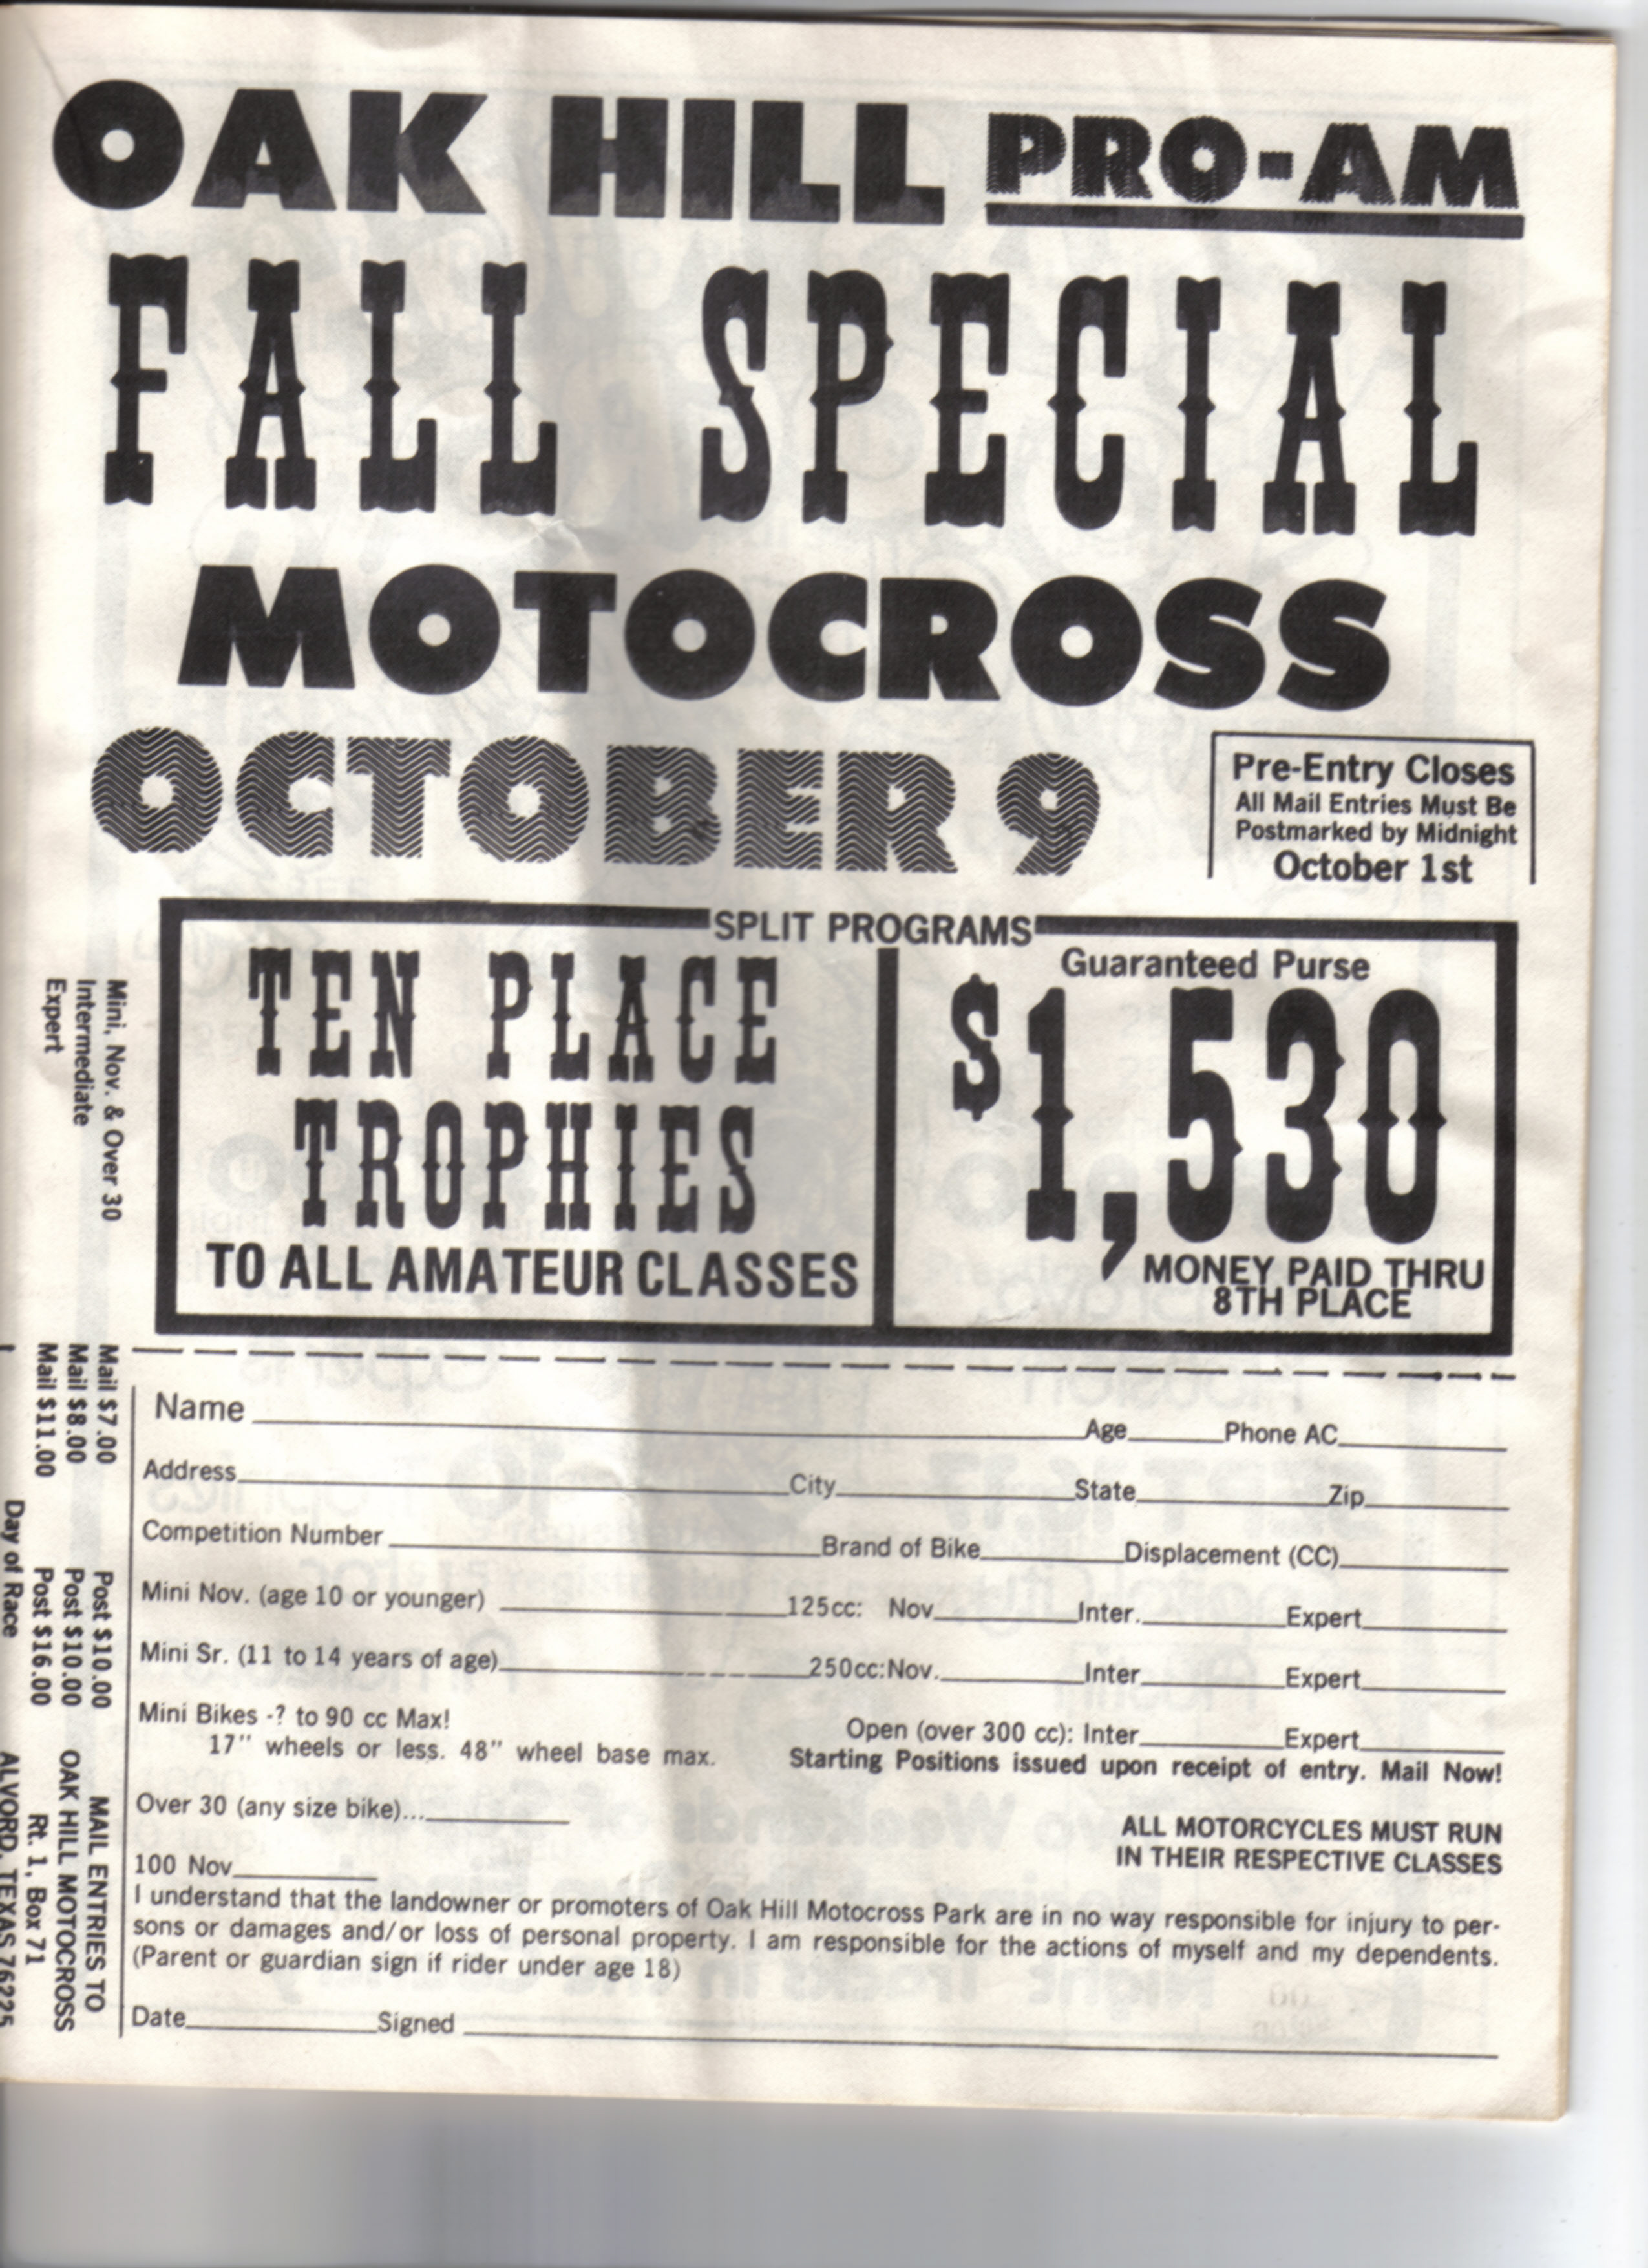 OAK HILL PRO-AM
FALL SPECIAL
MOTOCROSS
OCTOBER 9
Pre-Entry Closes
All Mail Entries Must Be
Postmarked by Midnight
October 1st
SPLIT PROGRAMS
TEN PLACE
TROPHIES
TO ALL AMATEUR CLASSES
Guaranteed Purse
$1,530
MONEY PAID THRU
8TH PLACE
Mini, Nov. & Over 30 Mail $7.00 Post $10.00
Intermediate Mail $8.00 Post $10.00
Expert Mail $11.00 Post $16.00
Day of Race
MAIL ENTRIES TO
OAK HILL MOTOCROSS
Rt. 1, Box 71
ALVORD, TEXAS 76225
Name Age Phone AC
Address City State Zip
Competition Number Brand of Bike Displacement (CC)
Mini Nov. (age 10 or younger) 125cc: Nov Inter. Expert
Mini Sr. (11 to 14 years of age) 250cc:Nov. Inter Expert
Mini Bikes -? to 90 cc Max!
17" wheels or less. 48" wheel base max.
Open (over 300 cc): Inter Expert
Starting Positions issued upon receipt of entry. Mail Now!
Over 30 (any size bike)...
ALL MOTORCYCLES MUST RUN
IN THEIR RESPECTIVE CLASSES
100 Nov
I understand that the landowner or promoters of Oak Hill Motocross Park are in no way responsible for injury to per-
sons or damages and/or loss of personal property. I am responsible for the actions of myself and my dependents.
(Parent or guardian sign if rider under age 18)
Date Signed